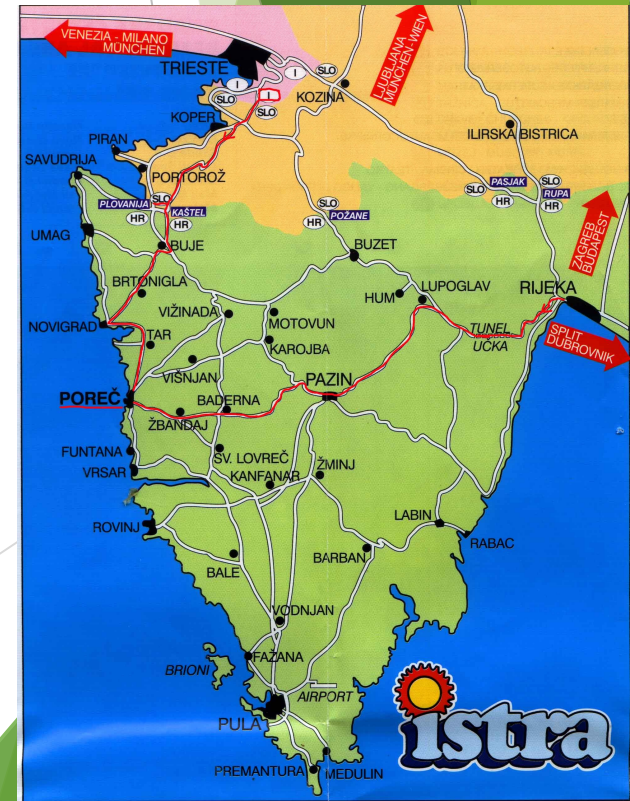 VENEZIA - MILANO
MÜNCHEN
LJUBLJANA
MÜNCHEN-WIEN
TRIESTE
I
I
SLO
I
SLO
SLO
KOZINA
KOPER
ILIRSKA BISTRICA
PIRAN
SAVUDRIJA
PORTOROŽ
PASJAK
SLO
SLO
RUPA
HR
HR
PLOVANIJA
SLO
KAŠTEL
HR
HR
SLO
HR
POŽANE
UMAG
BUJE
BUZET
ZAGREB
BUDAPEST
BRTONIGLA
HUM
LUPOGLAV
RIJEKA
NOVIGRAD
VIŽINADA
MOTOVUN
TAR
KAROJBA
TUNEL
UČKA
SPLIT
DUBROVNIK
VIŠNJAN
PAZIN
POREČ
BADERNA
ŽBANDAJ
FUNTANA
SV. LOVREČ
VRSAR
KANFANAR
ŽMINJ
ROVINJ
LABIN
RABAC
BALE
BARBAN
VODNJAN
FAŽANA
BRIONI
AIRPORT
PULA
PREMANTURA
MEDULIN
istra